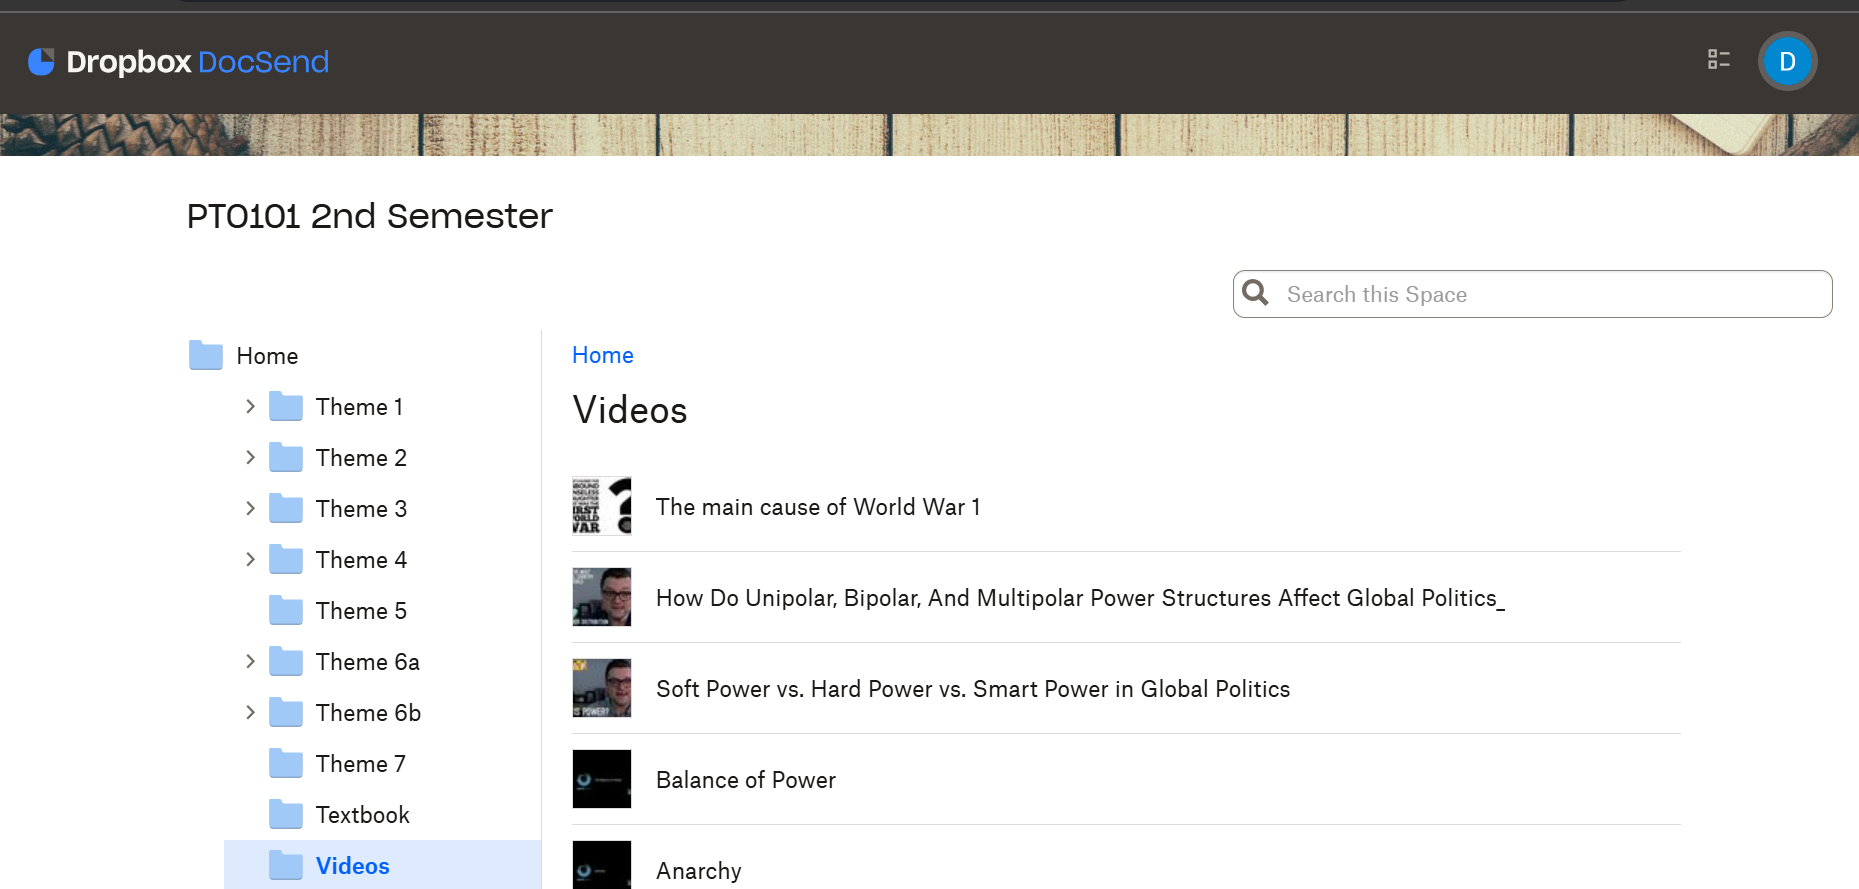 Dropbox DocSend
D
PT0101 2nd Semester
Search this Space
Home
Theme 1
Theme 2
Theme 3
Theme 4
Theme 5
Theme 6a
Theme 6b
Theme 7
Textbook
Videos
Home
Videos
The main cause of World War 1
How Do Unipolar, Bipolar, And Multipolar Power Structures Affect Global Politics_
Soft Power vs. Hard Power vs. Smart Power in Global Politics
Balance of Power
Anarchy